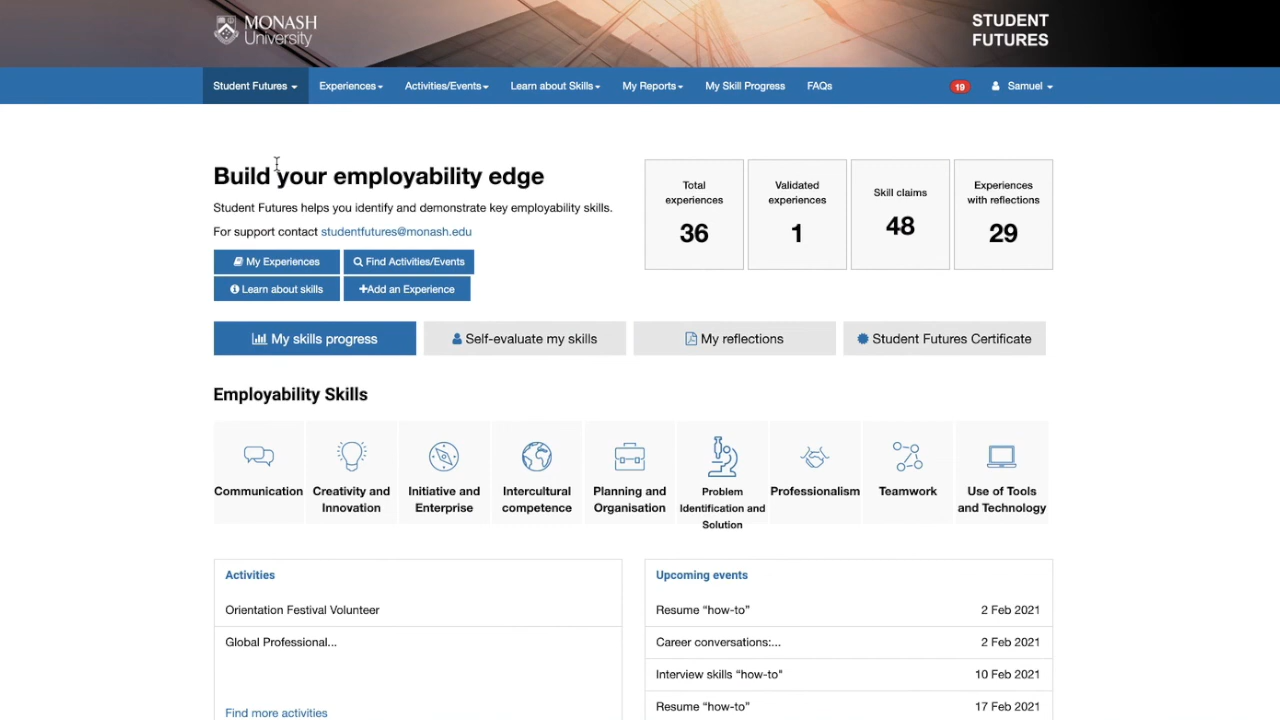 MONASH
University
STUDENT
FUTURES
Student Futures
Experiences
Activities/Events
Learn about Skills
My Reports
My Skill Progress
FAQs
19
Samuel
Build your employability edge
Student Futures helps you identify and demonstrate key employability skills.
For support contact studentfutures@monash.edu
My Experiences
Find Activities/Events
Learn about skills
+Add an Experience
Total
experiences
36
Validated
experiences
1
Skill claims
48
Experiences
with reflections
29
My skills progress
Self-evaluate my skills
My reflections
Student Futures Certificate
Employability Skills
Communication
Creativity and
Innovation
Initiative and
Enterprise
Intercultural
competence
Planning and
Organisation
Problem
Identification and
Solution
Professionalism
Teamwork
Use of Tools
and Technology
Activities
Orientation Festival Volunteer
Global Professional...
Find more activities
Upcoming events
Resume “how-to” 2 Feb 2021
Career conversations:... 2 Feb 2021
Interview skills “how-to” 10 Feb 2021
Resume “how-to” 17 Feb 2021